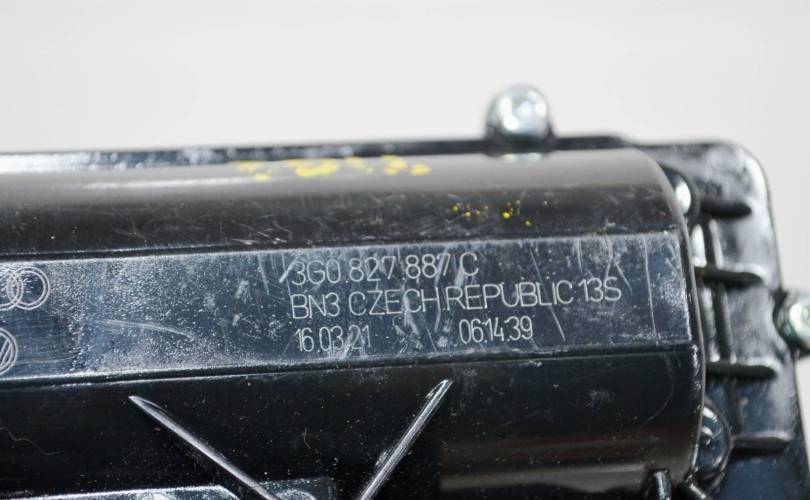 3G0 827 887 C
BN3 CZECH REPUBLIC 13S
16.03.21 06:14:39